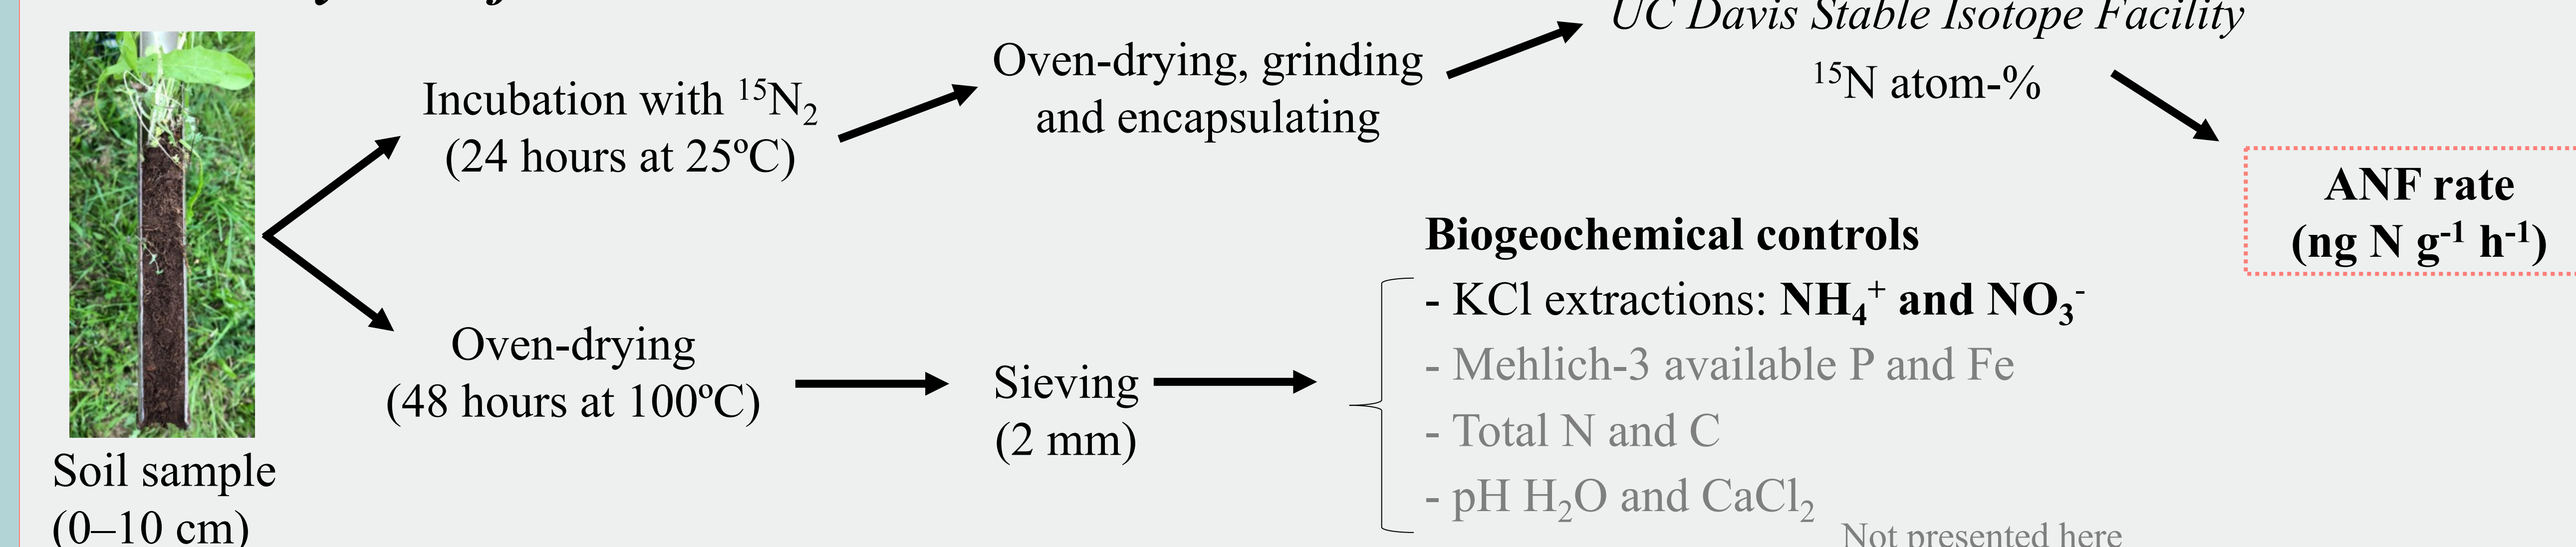 UC Davis Stable Isotope Facility
¹⁵N atom-%
Incubation with ¹⁵N₂
(24 hours at 25ºC)
Oven-drying, grinding
and encapsulating
ANF rate
(ng N g⁻¹ h⁻¹)
Oven-drying
(48 hours at 100ºC)
Sieving
(2 mm)
Biogeochemical controls
- KCl extractions: NH₄⁺ and NO₃⁻
- Mehlich-3 available P and Fe
- Total N and C
- pH H₂O and CaCl₂
Not presented here
Soil sample
(0–10 cm)